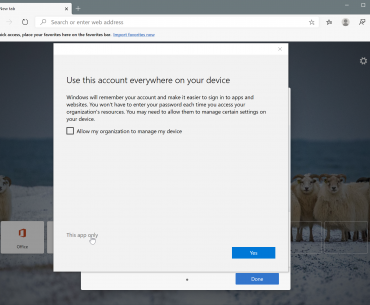 New tab
Search or enter web address
ick access, place your favorites here on the favorites bar. Import favorites now
Use this account everywhere on your device
Windows will remember your account and make it easier to sign in to apps and
websites. You won't have to enter your password each time you access your
organization's resources. You may need to allow them to manage certain settings on
your device.
Allow my organization to manage my device
Office
This app only
Yes
Done